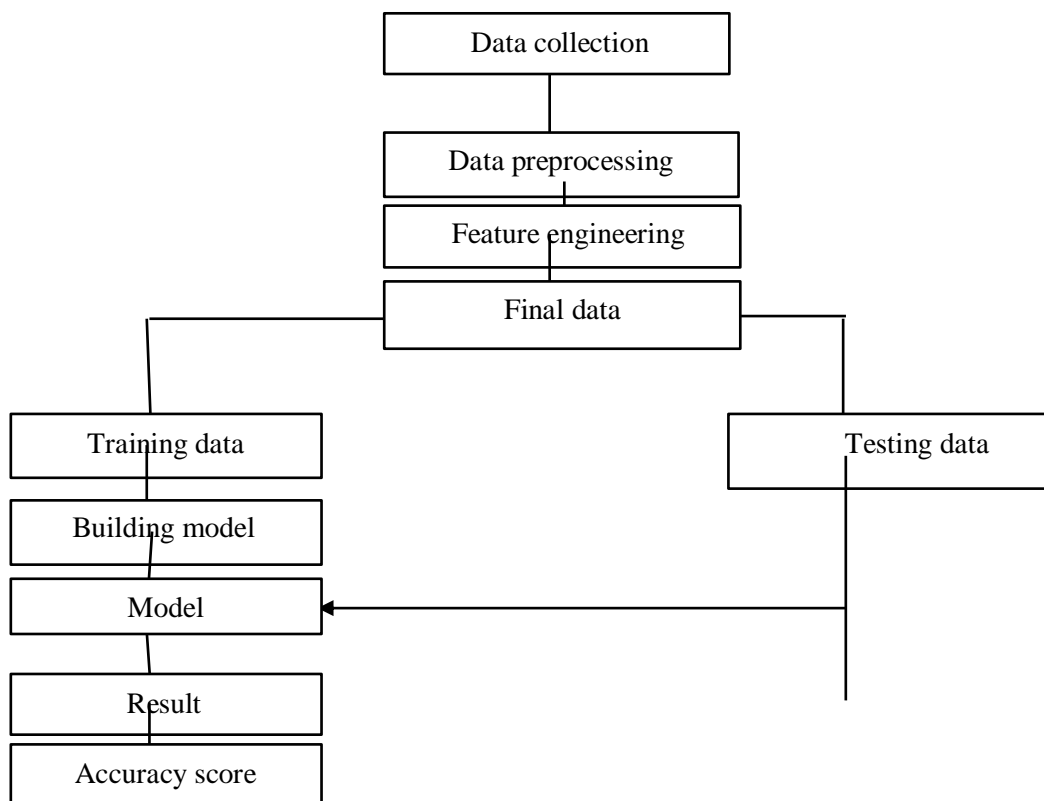 Data collection
Data preprocessing
Feature engineering
Final data
Training data
Testing data
Building model
Model
Result
Accuracy score